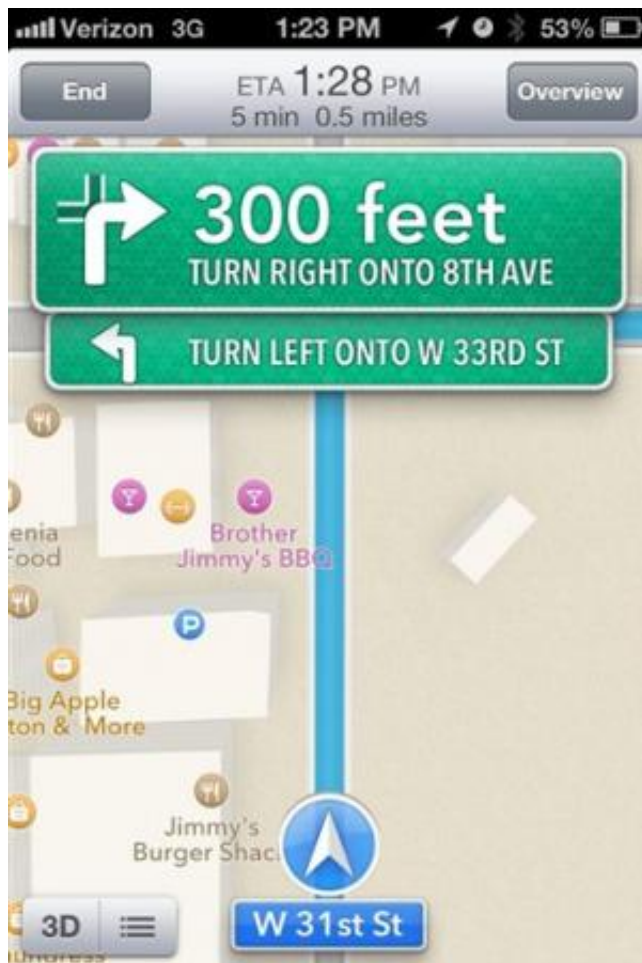 Verizon 3G 1:23 PM 53%
End
ETA 1:28 PM
5 min 0.5 miles
Overview
300 feet
TURN RIGHT ONTO 8TH AVE
TURN LEFT ONTO W 33RD ST
enia
Food
Brother
Jimmy's BBQ
P
Big Apple
ton & More
Jimmy's
Burger Shac
3D
W 31st St